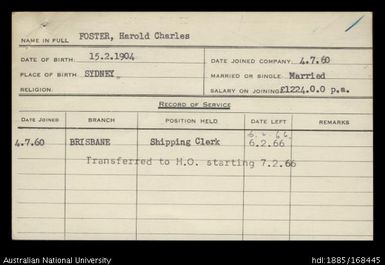 NAME IN FULL FOSTER, Harold Charles
DATE OF BIRTH 15.2.1904 DATE JOINED COMPANY 4.7.60
PLACE OF BIRTH SYDNEY MARRIED OR SINGLE Married
RELIGION SALARY ON JOINING £1224.0.0 p.a.
RECORD OF SERVICE
DATE JOINED BRANCH POSITION HELD DATE LEFT REMARKS
6.2.66
4.7.60 BRISBANE Shipping Clerk 6.2.66
Transferred to H.O. starting 7.2.66
Australian National University hdl:1885/168445